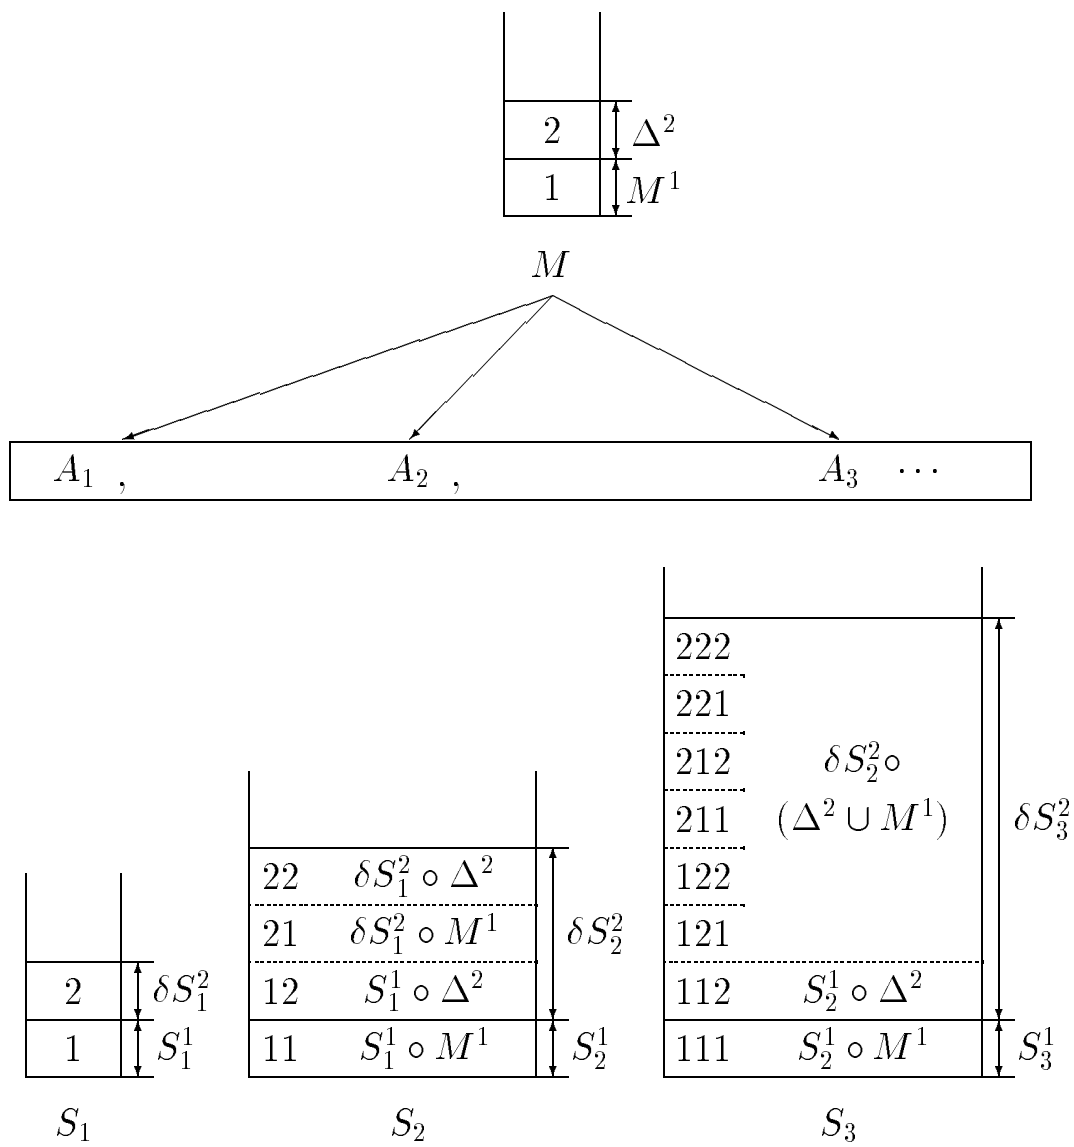 2 Δ²
1 M¹
M
A₁ , A₂ , A₃ ⋯
222
221
212 δS₂²∘
211 (Δ² ∪ M¹) δS₃²
122
121
112 S₂¹ ∘ Δ²
111 S₂¹ ∘ M¹ S₃¹
22 δS₁² ∘ Δ²
21 δS₁² ∘ M¹ δS₂²
12 S₁¹ ∘ Δ²
11 S₁¹ ∘ M¹ S₂¹
2 δS₁²
1 S₁¹
S₁ S₂ S₃